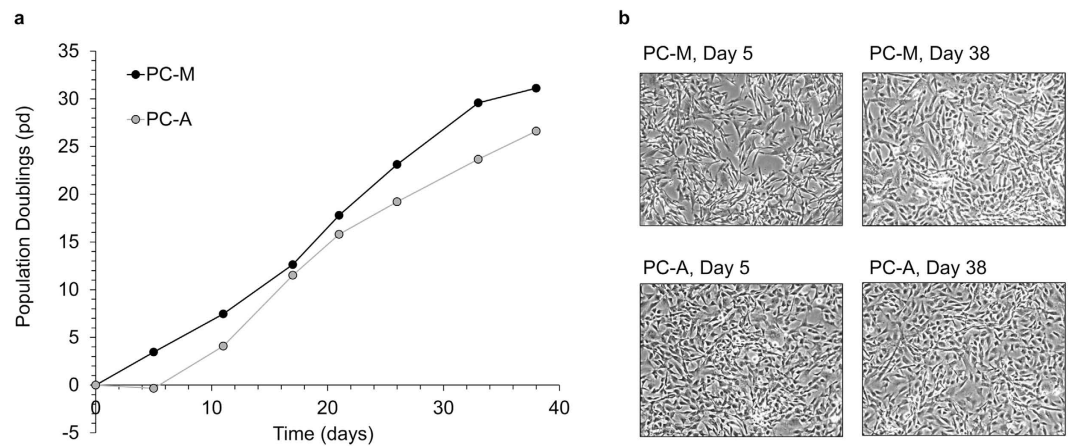 a
35
30
25
20
15
10
5
0
-5
0
10
20
30
40
Population Doublings (pd)
Time (days)
PC-M
PC-A
b
PC-M, Day 5
PC-M, Day 38
PC-A, Day 5
PC-A, Day 38